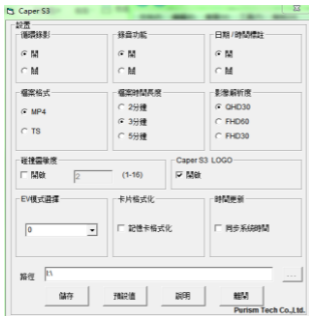 Caper S3
設置
循環錄影
錄音功能
日期/時間標註
開
開
開
關
關
關
檔案格式
檔案時間長度
影像解析度
MP4
TS
2分鐘
3分鐘
5分鐘
QHD30
FHD60
FHD30
碰撞靈敏度
Caper S3 LOGO
開啟
2
(1-16)
開啟
EV模式選擇
卡片格式化
時間更新
0
記憶卡格式化
同步系統時間
路徑
...
儲存
預設值
說明
離開
Purism Tech Co.,Ltd.